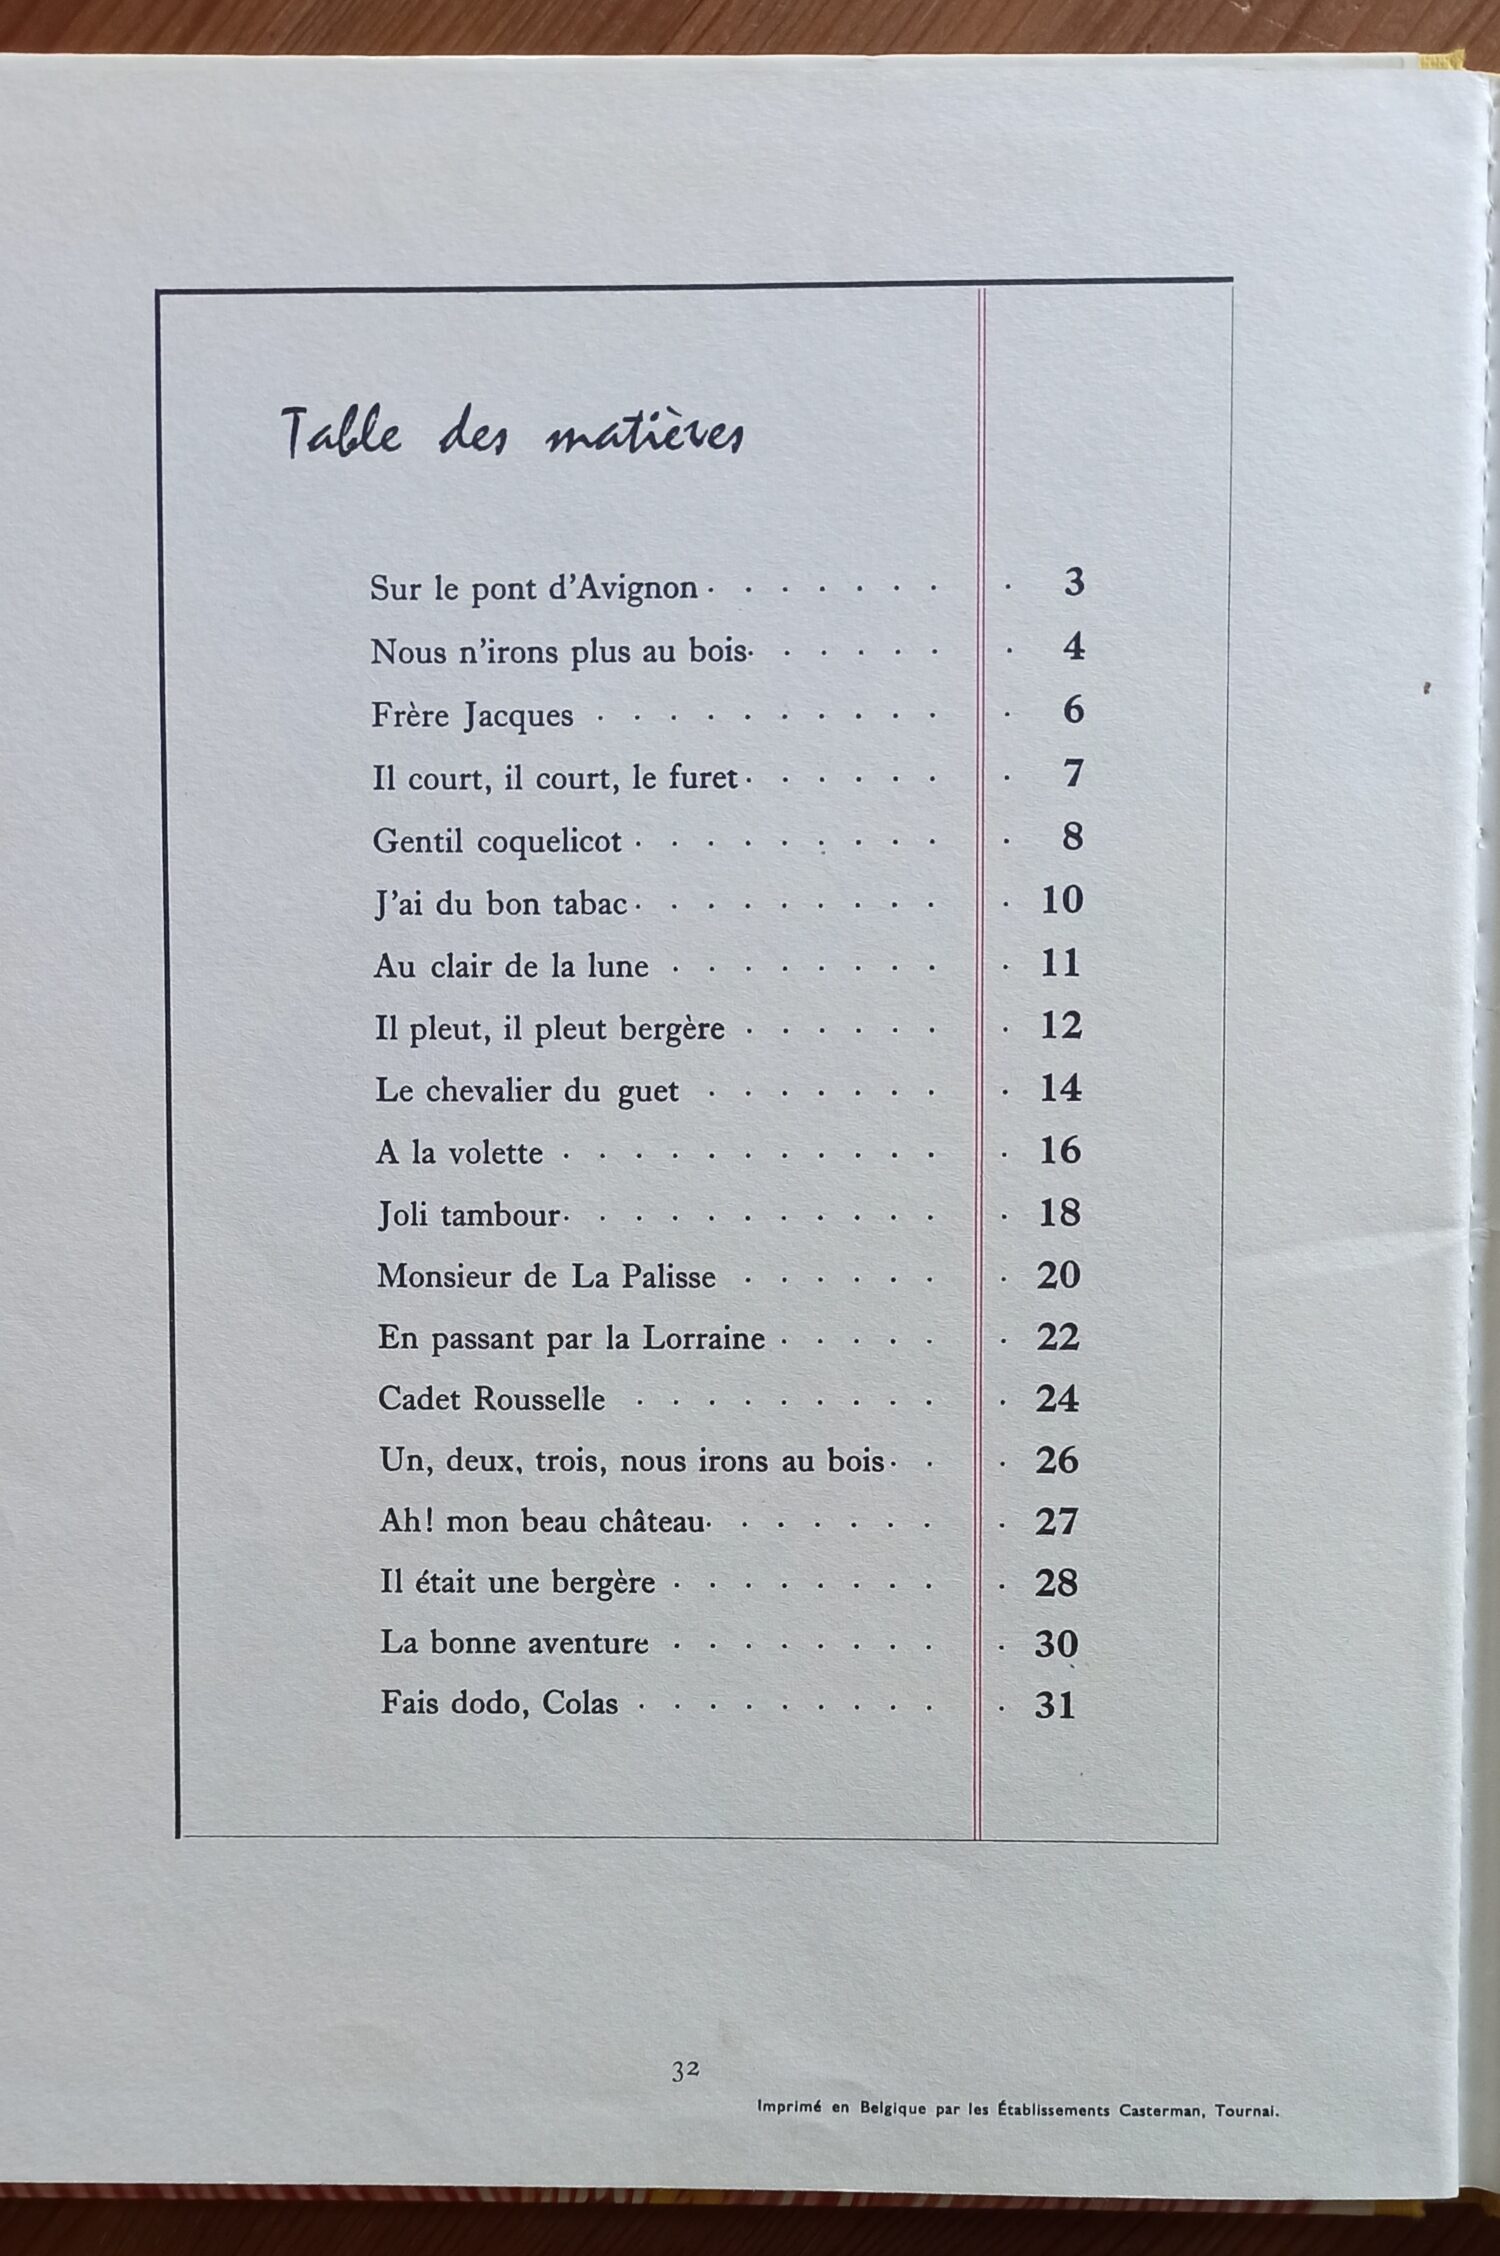 Table des matières
Sur le pont d'Avignon . . . . . . . . 3
Nous n'irons plus au bois . . . . . . . 4
Frère Jacques . . . . . . . . . . . 6
Il court, il court, le furet . . . . . . . 7
Gentil coquelicot . . . . . . . . . . 8
J'ai du bon tabac . . . . . . . . . . 10
Au clair de la lune . . . . . . . . . 11
Il pleut, il pleut bergère . . . . . . . 12
Le chevalier du guet . . . . . . . . 14
A la volette . . . . . . . . . . . . 16
Joli tambour . . . . . . . . . . . . 18
Monsieur de La Palisse . . . . . . . 20
En passant par la Lorraine . . . . . . 22
Cadet Rousselle . . . . . . . . . . 24
Un, deux, trois, nous irons au bois . . . 26
Ah! mon beau château . . . . . . . . 27
Il était une bergère . . . . . . . . . 28
La bonne aventure . . . . . . . . . 30
Fais dodo, Colas . . . . . . . . . . 31
32
Imprimé en Belgique par les Établissements Casterman, Tournai.